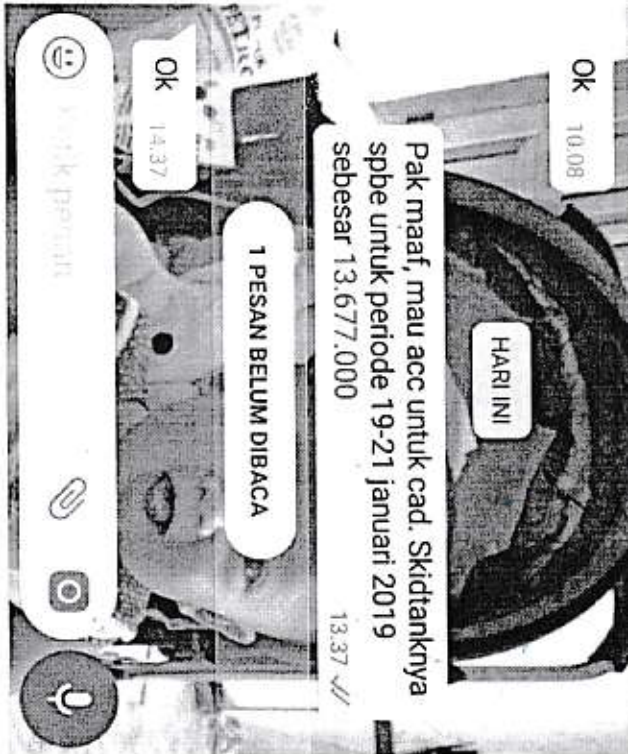 Ok 10.08
HARI INI
Pak maaf, mau acc untuk cad. Skidtanknya
spbe untuk periode 19-21 januari 2019
sebesar 13.677.000 13.37
1 PESAN BELUM DIBACA
Ok 14.37